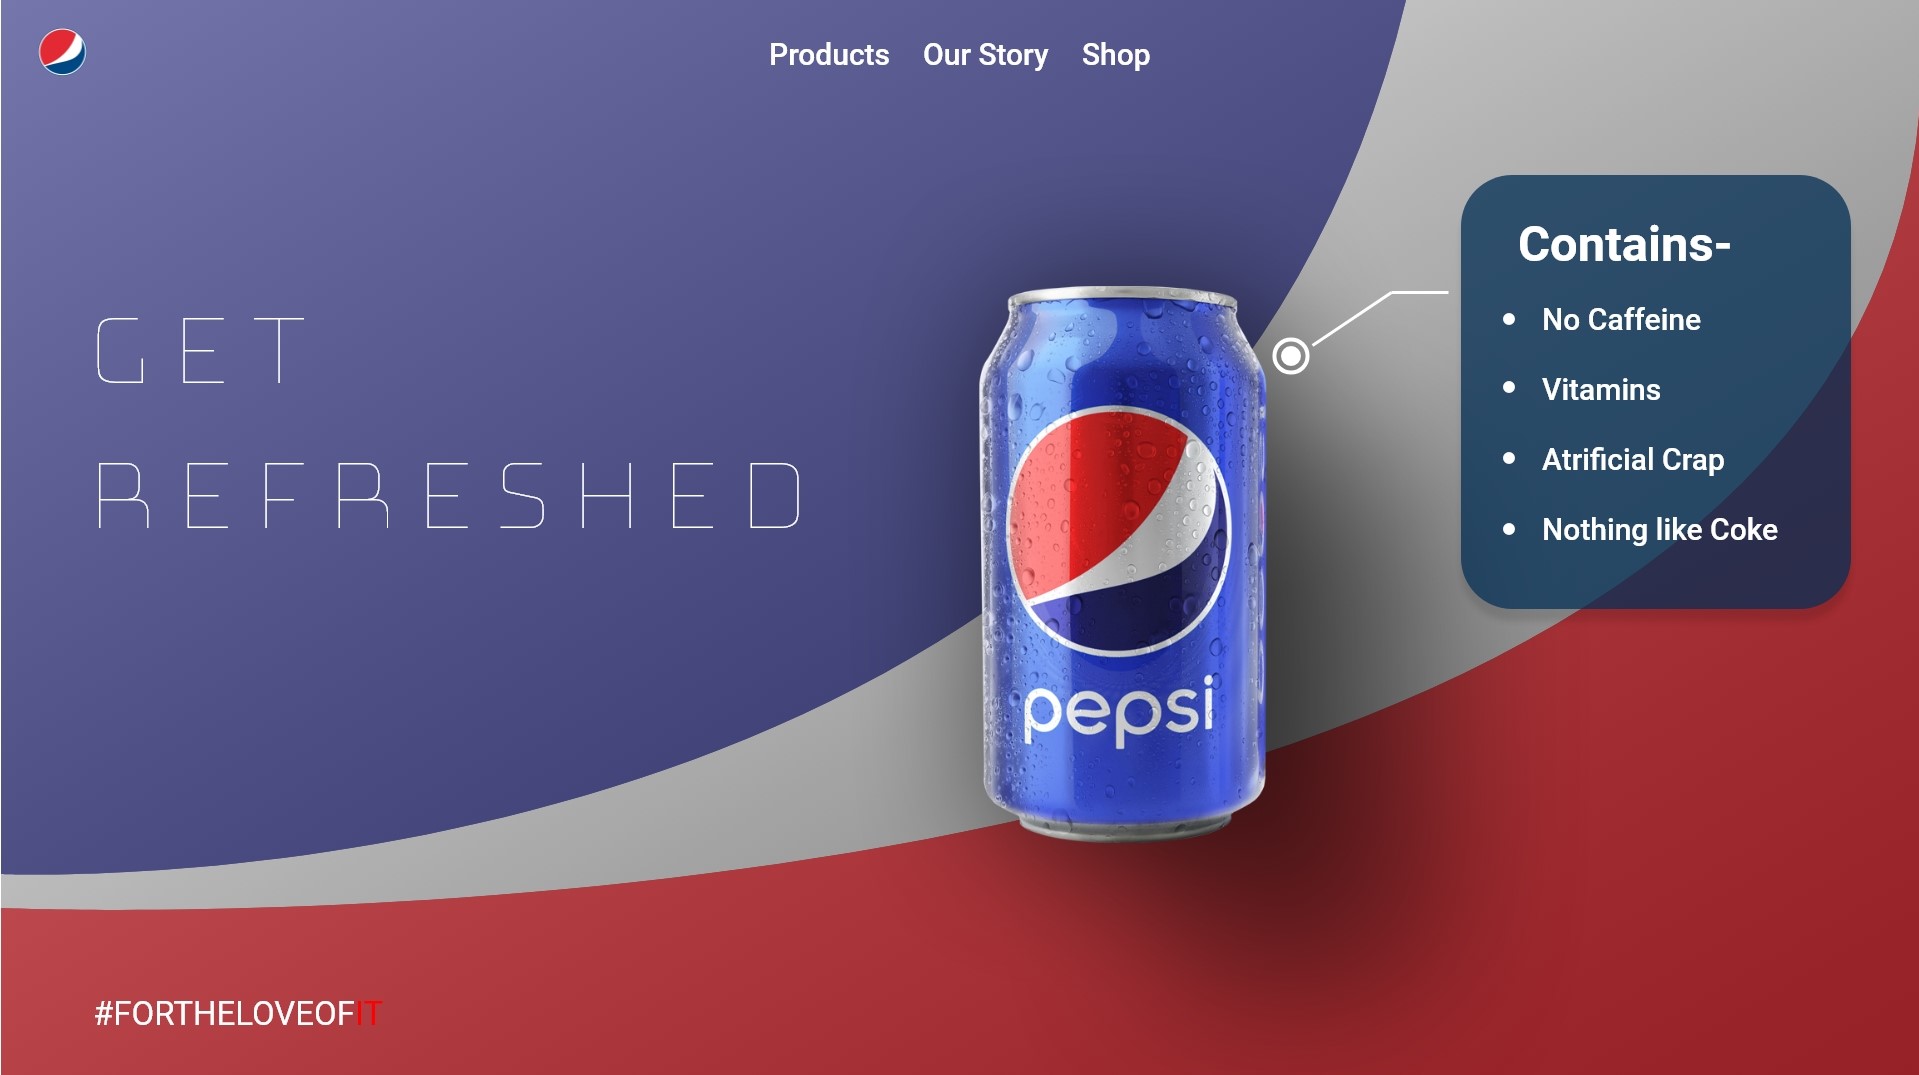 Products Our Story Shop
GET
REFRESHED
Contains-
No Caffeine
Vitamins
Atrificial Crap
Nothing like Coke
pepsi
#FORTHELOVEOFIT